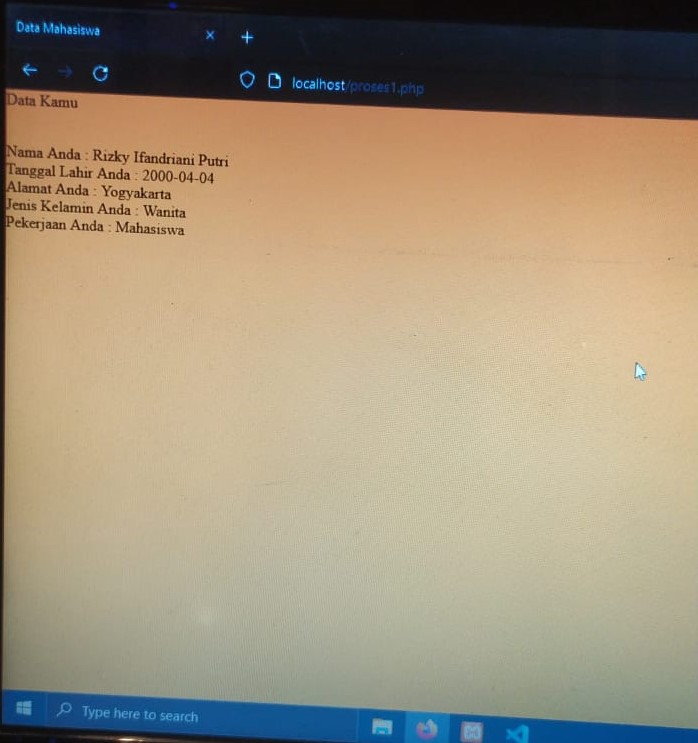 Data Mahasiswa
localhost/proses1.php
Data Kamu
Nama Anda : Rizky Ifandriani Putri
Tanggal Lahir Anda : 2000-04-04
Alamat Anda : Yogyakarta
Jenis Kelamin Anda : Wanita
Pekerjaan Anda : Mahasiswa
Type here to search